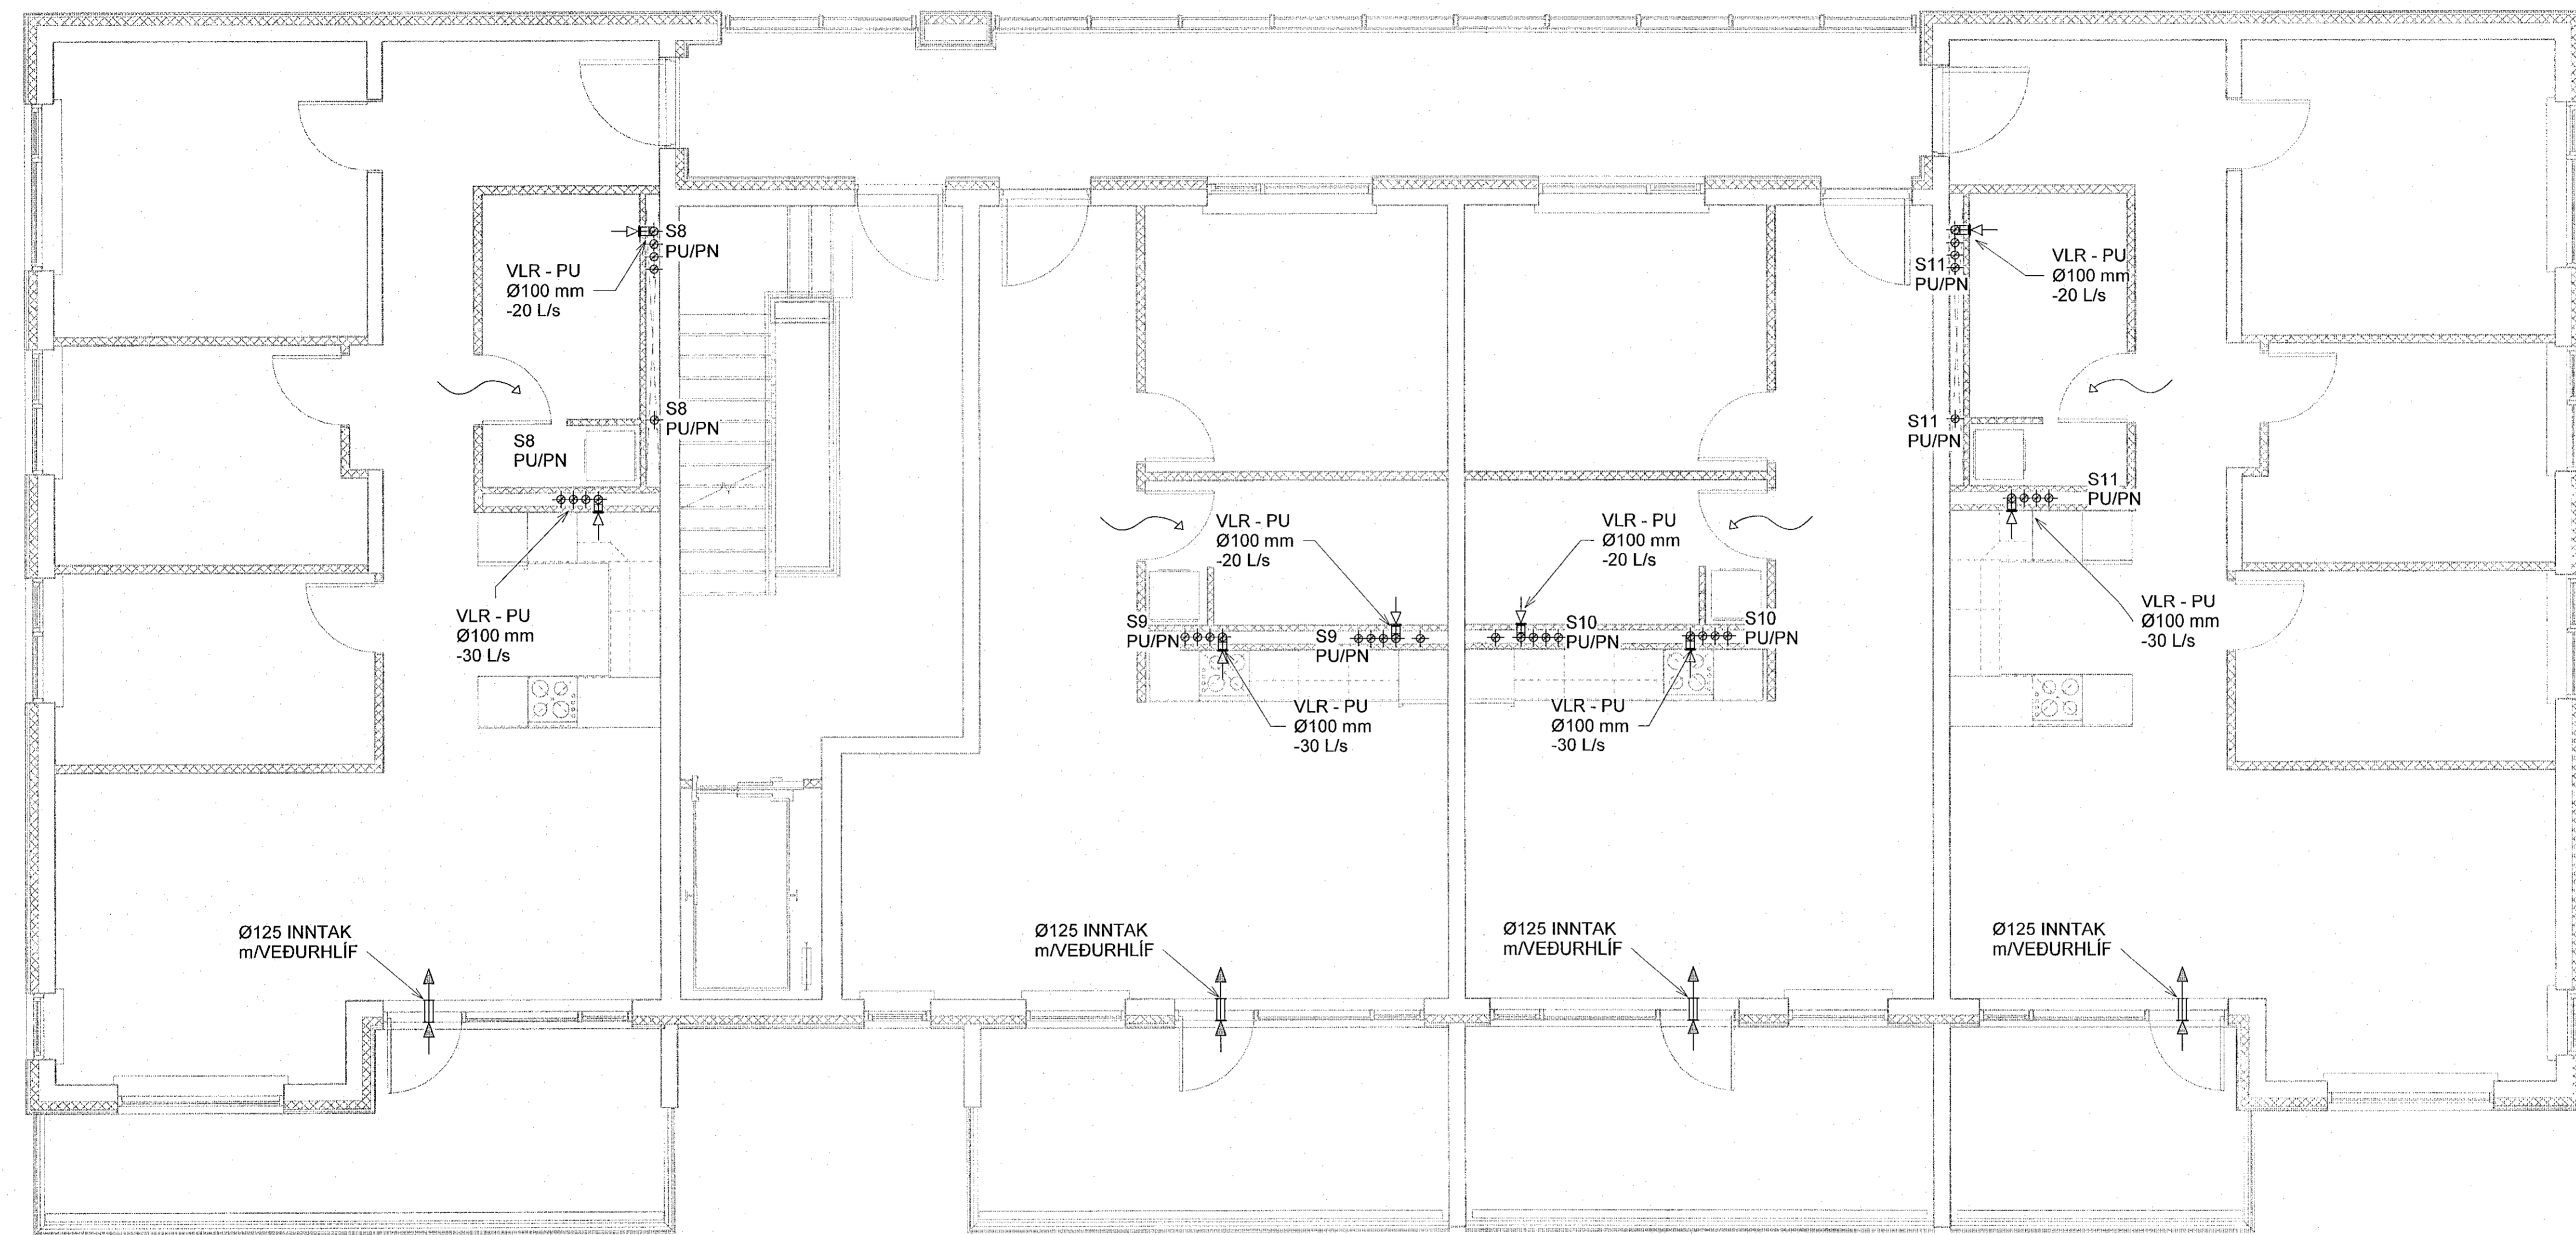 S8
PU/PN
VLR - PU
Ø100 mm
-20 L/s
S8
PU/PN
S8
PU/PN
VLR - PU
Ø100 mm
-30 L/s
Ø125 INNTAK
m/VEÐURHLÍF
VLR - PU
Ø100 mm
-20 L/s
S9
PU/PN
S9
PU/PN
VLR - PU
Ø100 mm
-30 L/s
Ø125 INNTAK
m/VEÐURHLÍF
VLR - PU
Ø100 mm
-20 L/s
S10
PU/PN
S10
PU/PN
VLR - PU
Ø100 mm
-30 L/s
Ø125 INNTAK
m/VEÐURHLÍF
S11
PU/PN
VLR - PU
Ø100 mm
-20 L/s
S11
PU/PN
S11
PU/PN
VLR - PU
Ø100 mm
-30 L/s
Ø125 INNTAK
m/VEÐURHLÍF